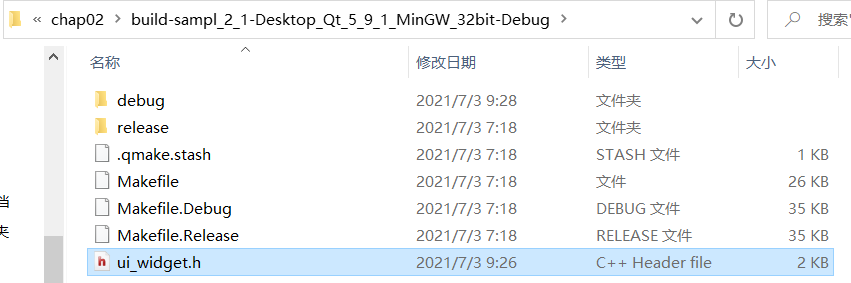 « chap02 › build-sampl_2_1-Desktop_Qt_5_9_1_MinGW_32bit-Debug › 搜索"
名称 修改日期 类型 大小
debug 2021/7/3 9:28 文件夹
release 2021/7/3 7:18 文件夹
.qmake.stash 2021/7/3 7:18 STASH 文件 1 KB
Makefile 2021/7/3 7:18 文件 26 KB
Makefile.Debug 2021/7/3 7:18 DEBUG 文件 35 KB
档
Makefile.Release 2021/7/3 7:18 RELEASE 文件 35 KB
夹
ui_widget.h 2021/7/3 9:26 C++ Header file 2 KB